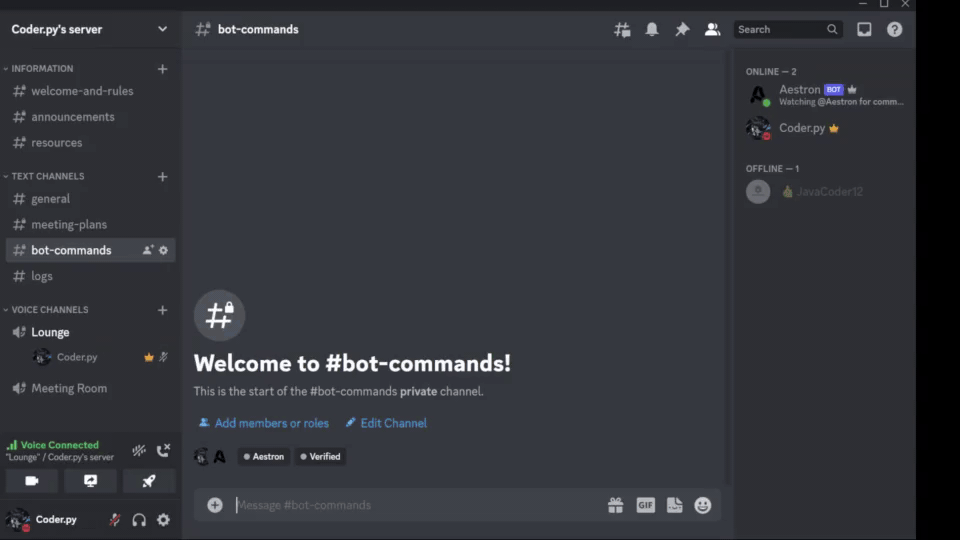 Coder.py's server
INFORMATION
welcome-and-rules
announcements
resources
TEXT CHANNELS
general
meeting-plans
bot-commands
logs
VOICE CHANNELS
Lounge
Coder.py
Meeting Room
Voice Connected
"Lounge" / Coder.py's server
Coder.py
bot-commands
Search
Welcome to #bot-commands!
This is the start of the #bot-commands private channel.
Add members or roles Edit Channel
Aestron Verified
Message #bot-commands
GIF
ONLINE — 2
Aestron BOT
Watching @Aestron for comm...
Coder.py
OFFLINE — 1
JavaCoder12